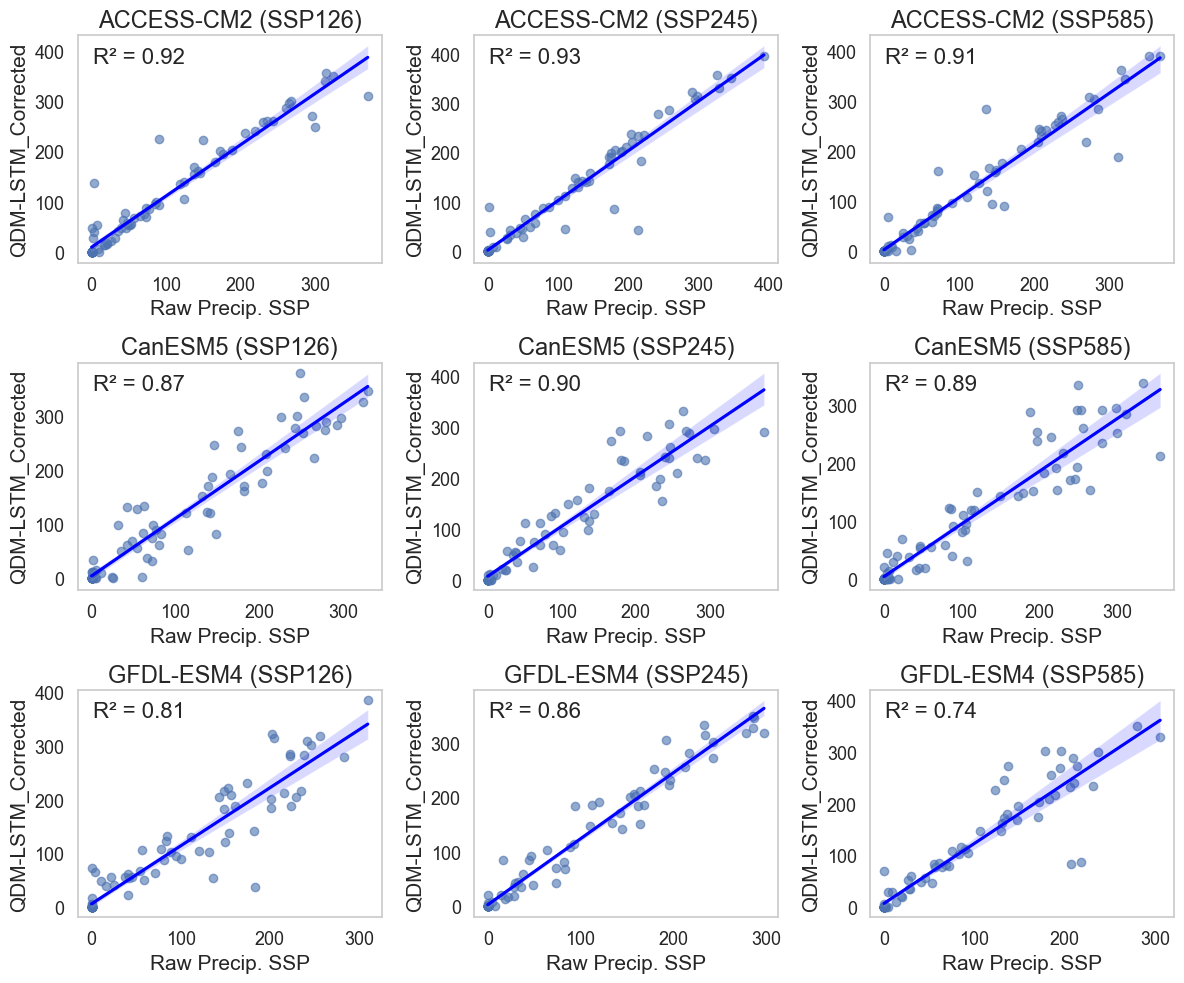 ACCESS-CM2 (SSP126)
R² = 0.92
QDM-LSTM_Corrected
400
300
200
100
0
0 100 200 300
Raw Precip. SSP
ACCESS-CM2 (SSP245)
R² = 0.93
QDM-LSTM_Corrected
400
300
200
100
0
0 100 200 300 400
Raw Precip. SSP
ACCESS-CM2 (SSP585)
R² = 0.91
QDM-LSTM_Corrected
400
300
200
100
0
0 100 200 300
Raw Precip. SSP
CanESM5 (SSP126)
R² = 0.87
QDM-LSTM_Corrected
300
200
100
0
0 100 200 300
Raw Precip. SSP
CanESM5 (SSP245)
R² = 0.90
QDM-LSTM_Corrected
400
300
200
100
0
0 100 200 300
Raw Precip. SSP
CanESM5 (SSP585)
R² = 0.89
QDM-LSTM_Corrected
300
200
100
0
0 100 200 300
Raw Precip. SSP
GFDL-ESM4 (SSP126)
R² = 0.81
QDM-LSTM_Corrected
400
300
200
100
0
0 100 200 300
Raw Precip. SSP
GFDL-ESM4 (SSP245)
R² = 0.86
QDM-LSTM_Corrected
300
200
100
0
0 100 200 300
Raw Precip. SSP
GFDL-ESM4 (SSP585)
R² = 0.74
QDM-LSTM_Corrected
400
300
200
100
0
0 100 200 300
Raw Precip. SSP